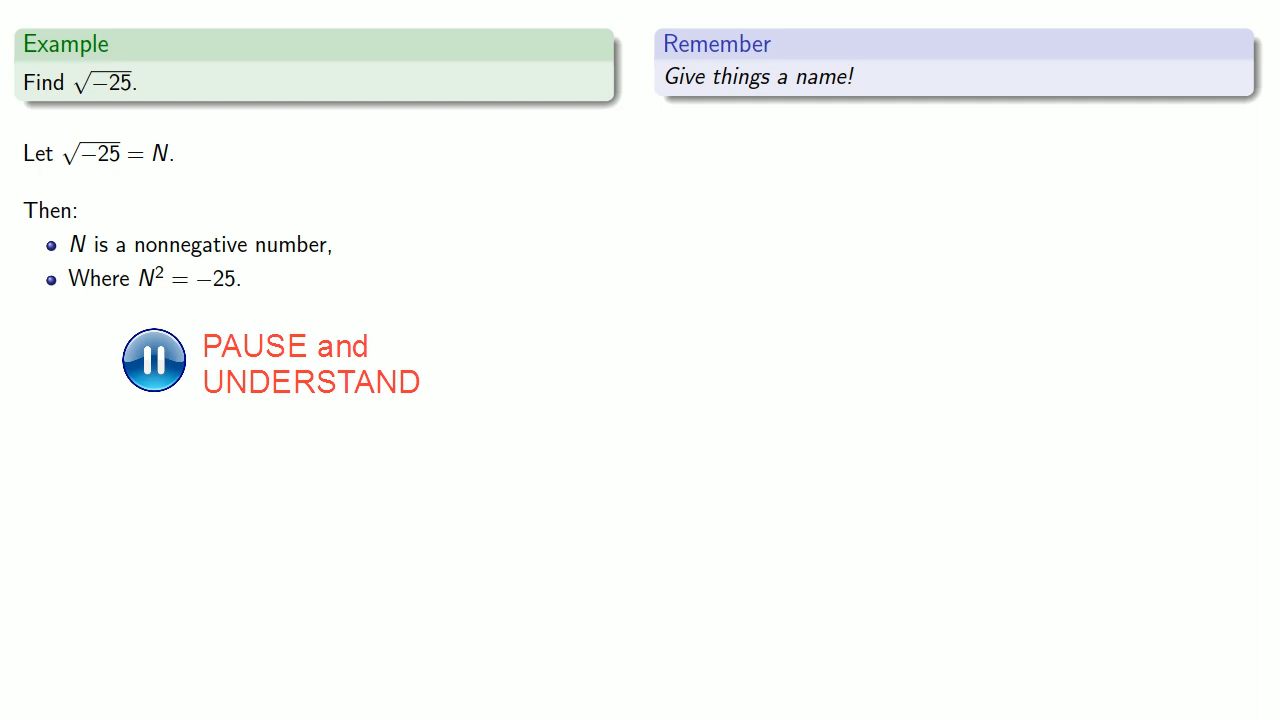 Example
Find √−25.
Remember
Give things a name!
Let √−25 = N.
Then:
N is a nonnegative number,
Where N² = −25.
PAUSE and
UNDERSTAND